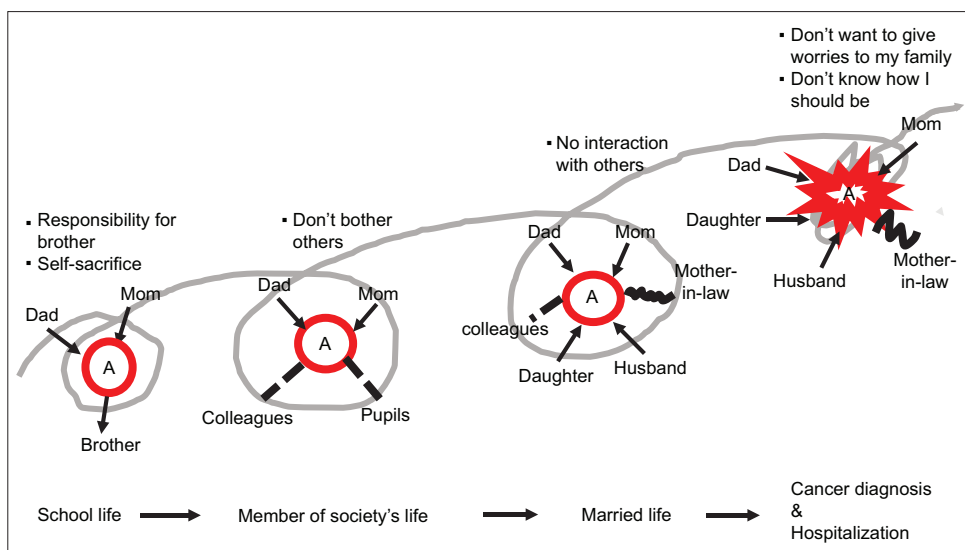 ▪ Don't want to give
worries to my family
▪ Don't know how I
should be
Mom
Dad
A
Daughter
Husband
Mother-
in-law
▪ No interaction
with others
Dad
Mom
Mother-
in-law
A
colleagues
Daughter
Husband
▪ Don't bother
others
Dad
Mom
A
Colleagues
Pupils
▪ Responsibility for
brother
▪ Self-sacrifice
Mom
Dad
A
Brother
School life
Member of society's life
Married life
Cancer diagnosis
&
Hospitalization